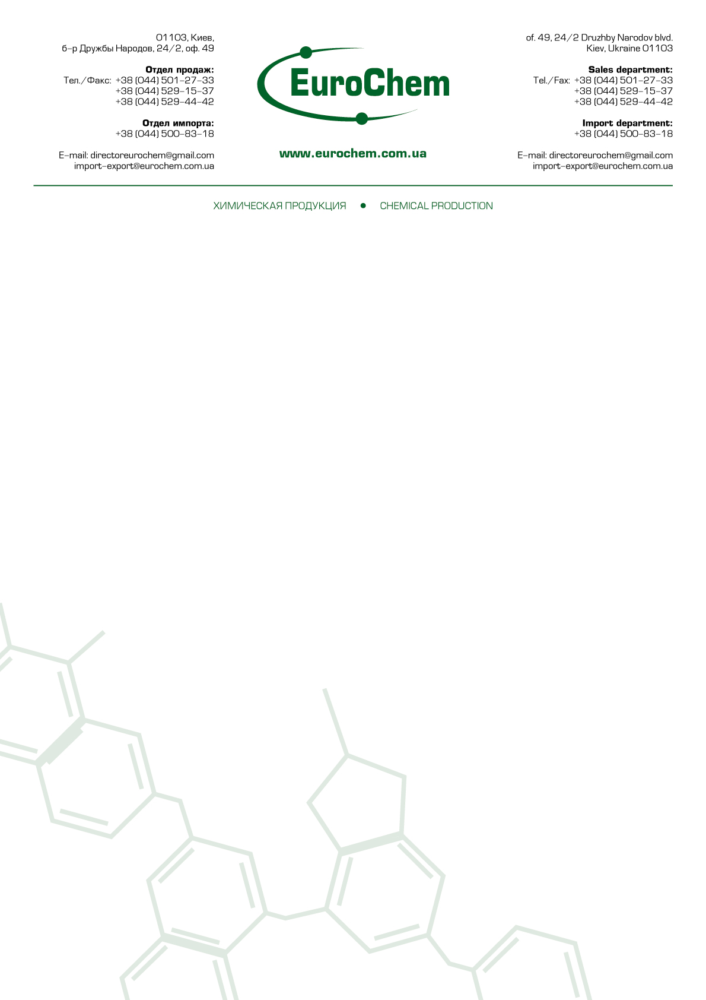 01103, Киев,
б-р Дружбы Народов, 24/2, оф. 49
Отдел продаж:
Тел./Факс: +38 (044) 501-27-33
+38 (044) 529-15-37
+38 (044) 529-44-42
Отдел импорта:
+38 (044) 500-83-18
E-mail: directoreurochem@gmail.com
import-export@eurochem.com.ua
EuroChem
www.eurochem.com.ua
of. 49, 24/2 Druzhby Narodov blvd.
Kiev, Ukraine 01103
Sales department:
Tel./Fax: +38 (044) 501-27-33
+38 (044) 529-15-37
+38 (044) 529-44-42
Import department:
+38 (044) 500-83-18
E-mail: directoreurochem@gmail.com
import-export@eurochem.com.ua
ХИМИЧЕСКАЯ ПРОДУКЦИЯ ● CHEMICAL PRODUCTION